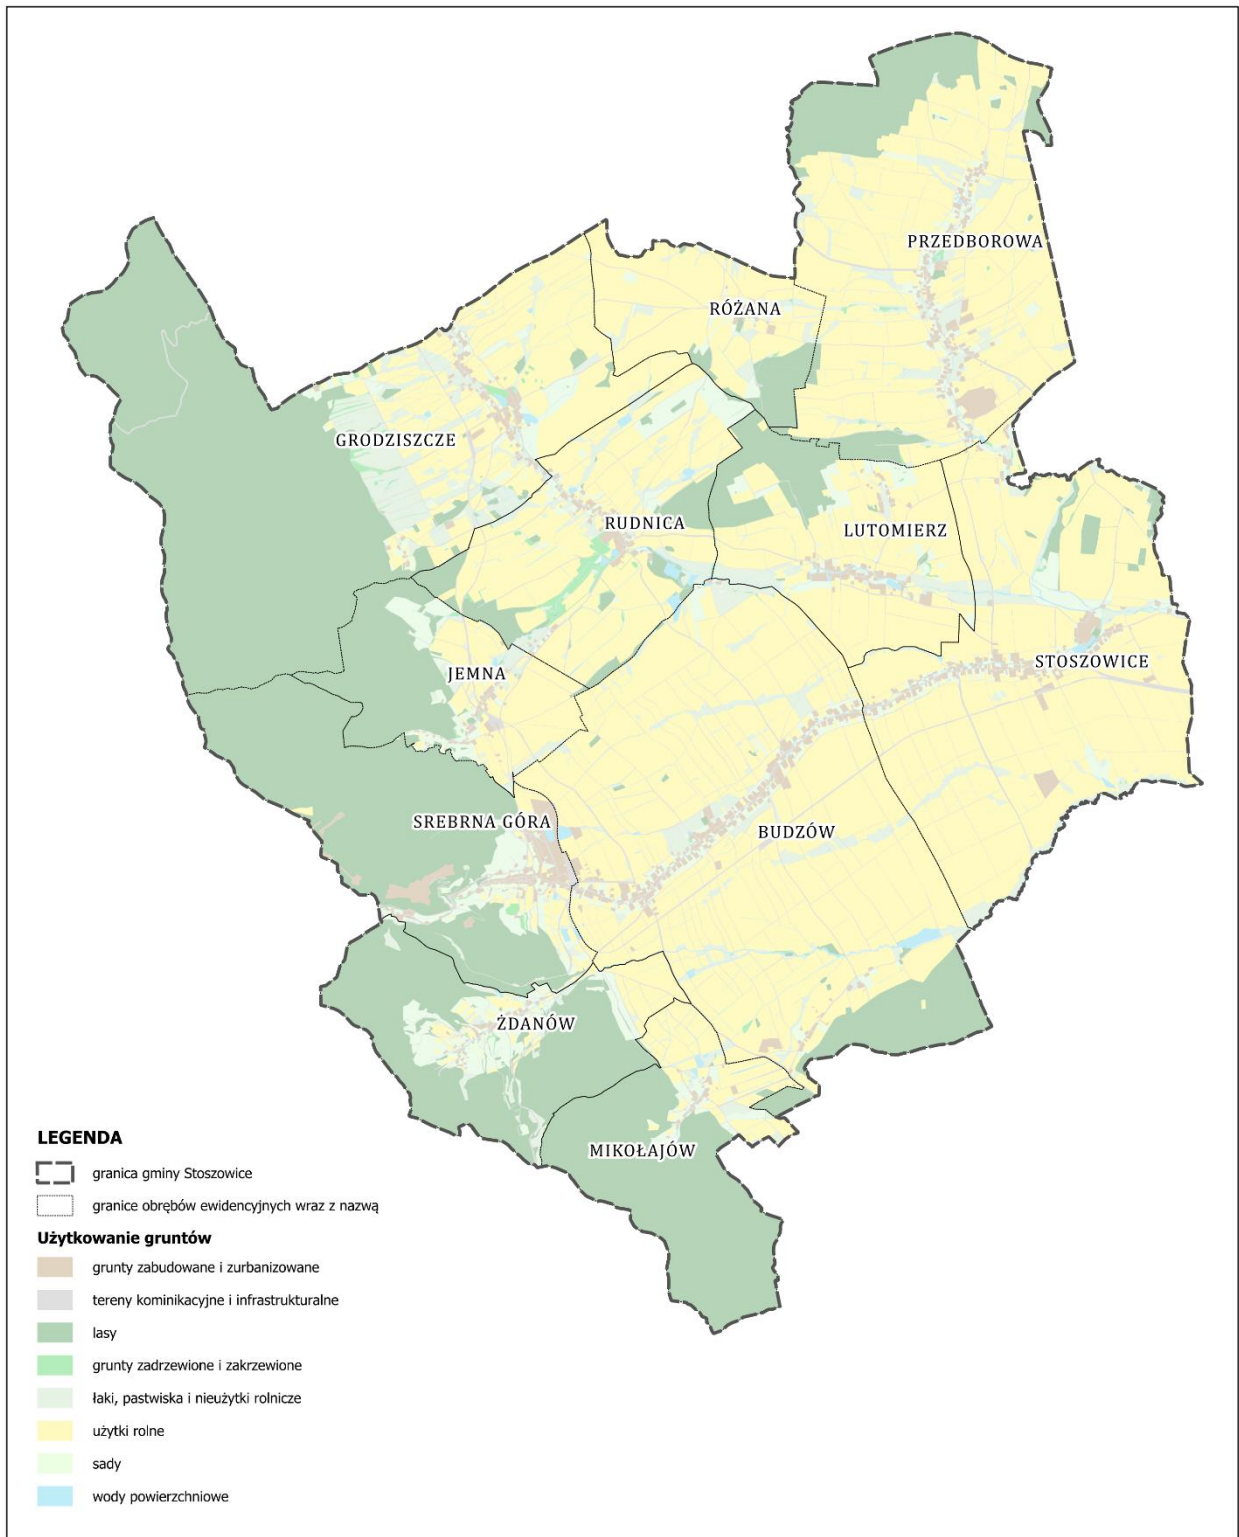 PRZEDBOROWA
RÓŻANA
GRODZISZCZE
RUDNICA
LUTOMIERZ
STOSZOWICE
JEMNA
SREBRNA GÓRA
BUDZÓW
ŻDANÓW
MIKOŁAJÓW
LEGENDA
granica gminy Stoszowice
granice obrębów ewidencyjnych wraz z nazwą
Użytkowanie gruntów
grunty zabudowane i zurbanizowane
tereny kominikacyjne i infrastrukturalne
lasy
grunty zadrzewione i zakrzewione
łaki, pastwiska i nieużytki rolnicze
użytki rolne
sady
wody powierzchniowe